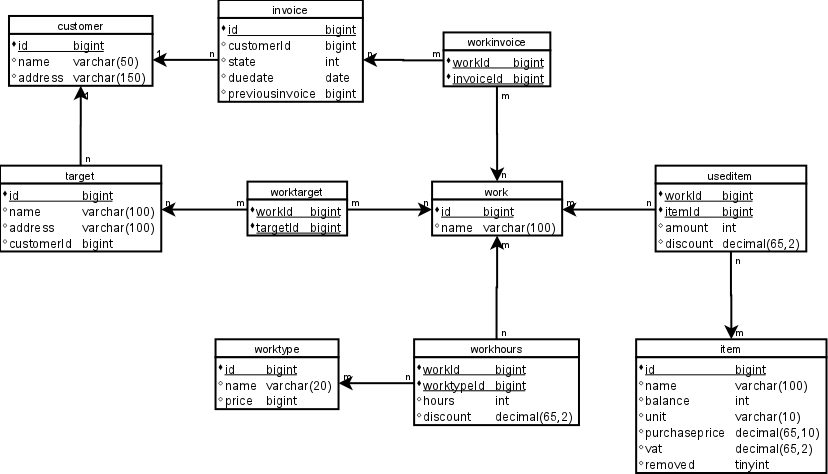 customer
id bigint
name varchar(50)
address varchar(150)
invoice
id bigint
customerId bigint
state int
duedate date
previousinvoice bigint
workinvoice
workId bigint
invoiceId bigint
1
n
n
m
1
n
m
n
target
id bigint
name varchar(100)
address varchar(100)
customerId bigint
worktarget
workId bigint
targetId bigint
work
id bigint
name varchar(100)
useditem
workId bigint
itemId bigint
amount int
discount decimal(65,2)
n
m
m
n
m
n
m
n
n
m
worktype
id bigint
name varchar(20)
price bigint
workhours
workId bigint
worktypeId bigint
hours int
discount decimal(65,2)
item
id bigint
name varchar(100)
balance int
unit varchar(10)
purchaseprice decimal(65,10)
vat decimal(65,2)
removed tinyint
m
n